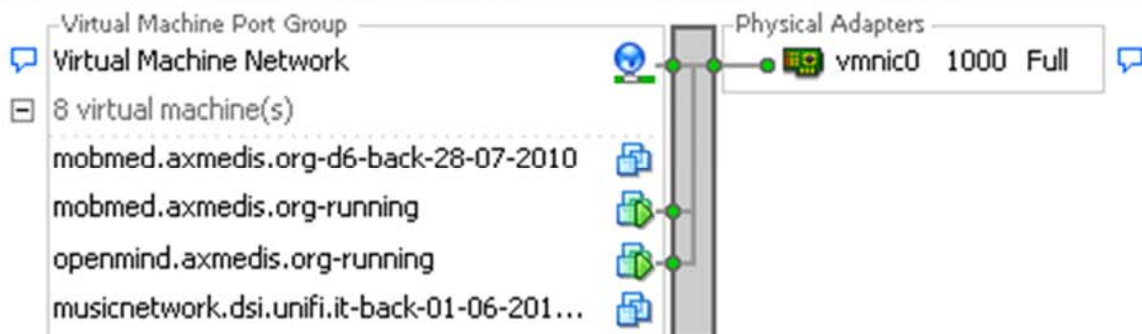 Virtual Machine Port Group
Physical Adapters
Virtual Machine Network
vmnic0 1000 Full
8 virtual machine(s)
mobmed.axmedis.org-d6-back-28-07-2010
mobmed.axmedis.org-running
openmind.axmedis.org-running
musicnetwork.dsi.unifi.it-back-01-06-201...